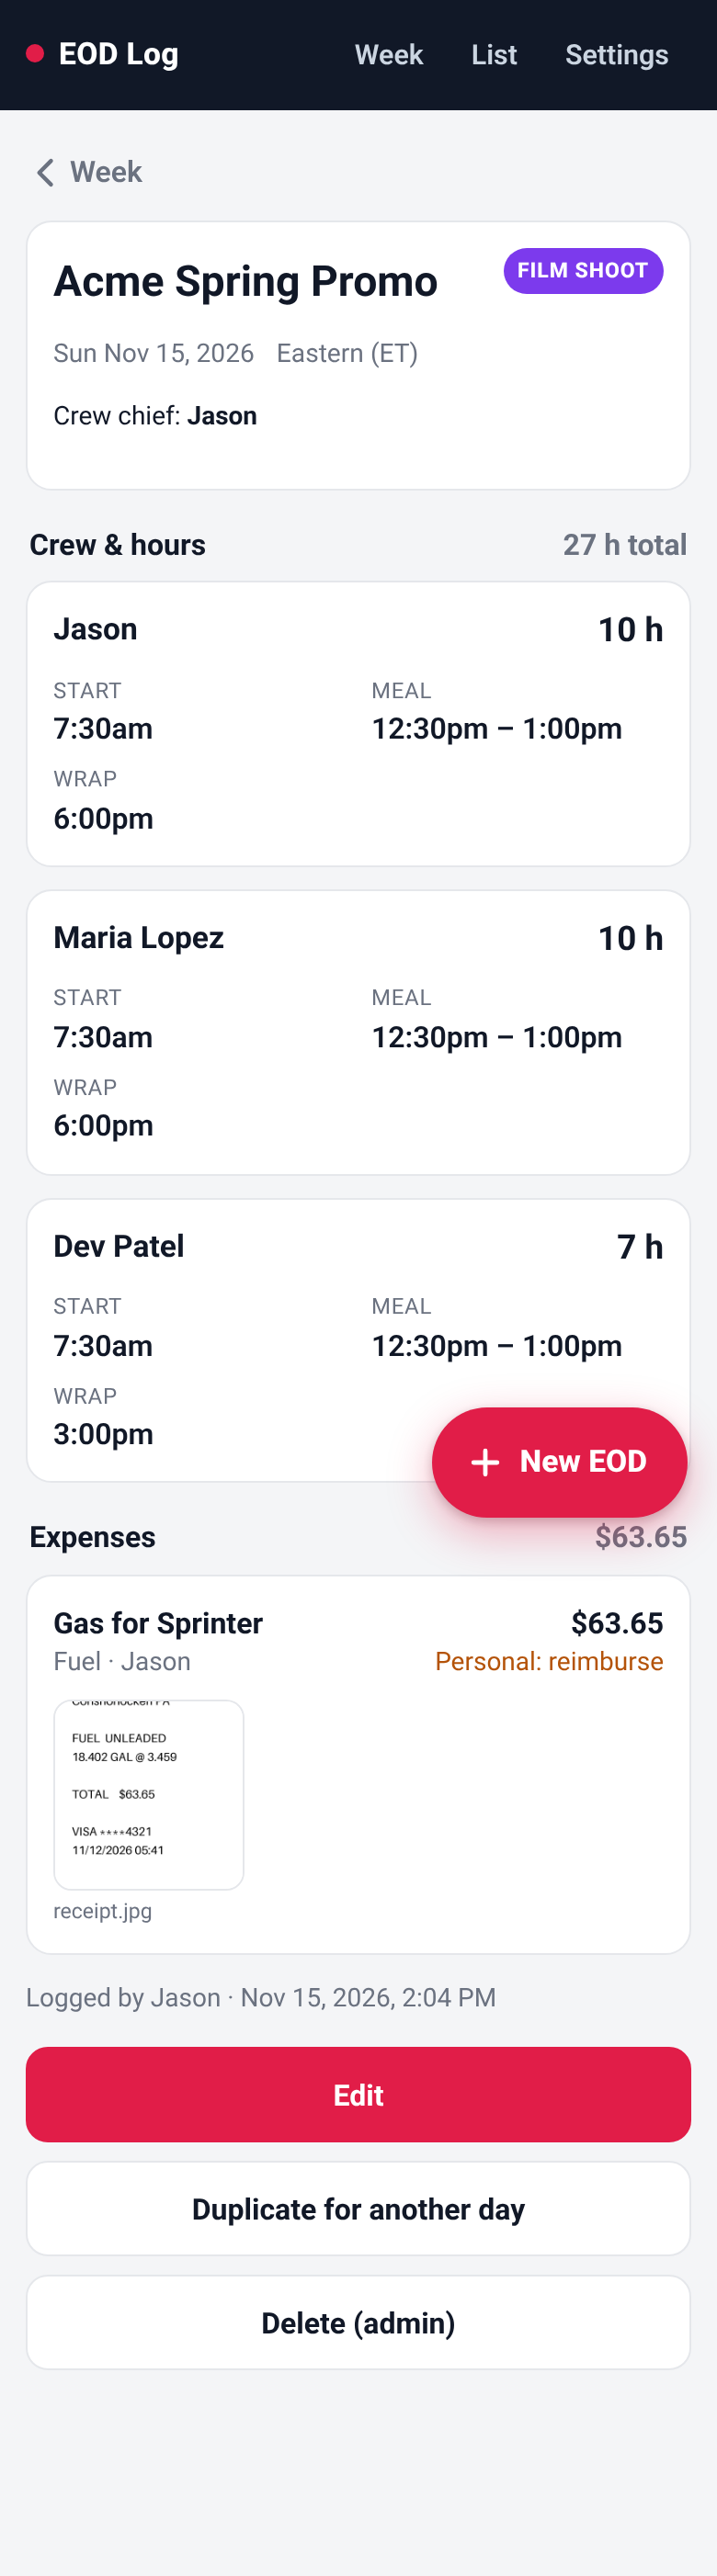 EOD Log Week List Settings
Week
Acme Spring Promo FILM SHOOT
Sun Nov 15, 2026 Eastern (ET)
Crew chief: Jason
Crew & hours 27 h total
Jason 10 h
START MEAL
7:30am 12:30pm – 1:00pm
WRAP
6:00pm
Maria Lopez 10 h
START MEAL
7:30am 12:30pm – 1:00pm
WRAP
6:00pm
Dev Patel 7 h
START MEAL
7:30am 12:30pm – 1:00pm
WRAP
3:00pm
+ New EOD
Expenses $63.65
Gas for Sprinter $63.65
Fuel · Jason Personal: reimburse
Conshohocken PA
FUEL UNLEADED
18.402 GAL @ 3.459
TOTAL $63.65
VISA ****4321
11/12/2026 05:41
receipt.jpg
Logged by Jason · Nov 15, 2026, 2:04 PM
Edit
Duplicate for another day
Delete (admin)